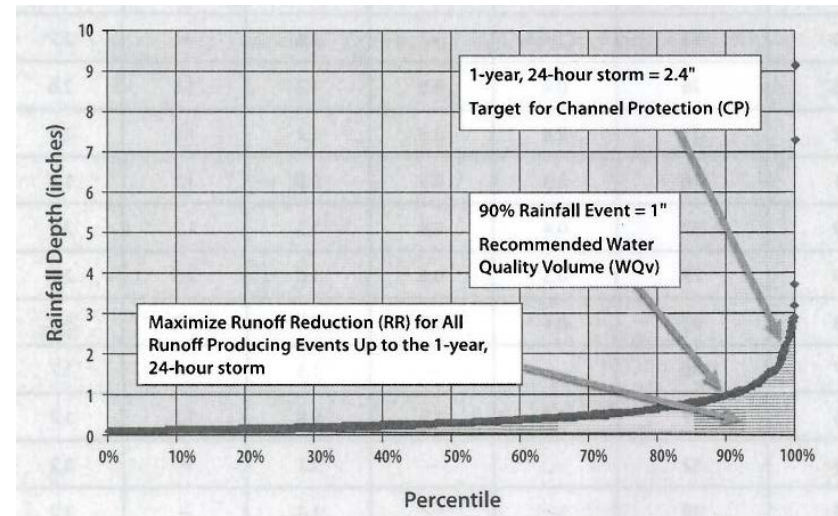 10
9
8
7
6
5
4
3
2
1
0
Rainfall Depth (inches)
1-year, 24-hour storm = 2.4"
Target for Channel Protection (CP)
90% Rainfall Event = 1"
Recommended Water
Quality Volume (WQv)
Maximize Runoff Reduction (RR) for All
Runoff Producing Events Up to the 1-year,
24-hour storm
0% 10% 20% 30% 40% 50% 60% 70% 80% 90% 100%
Percentile